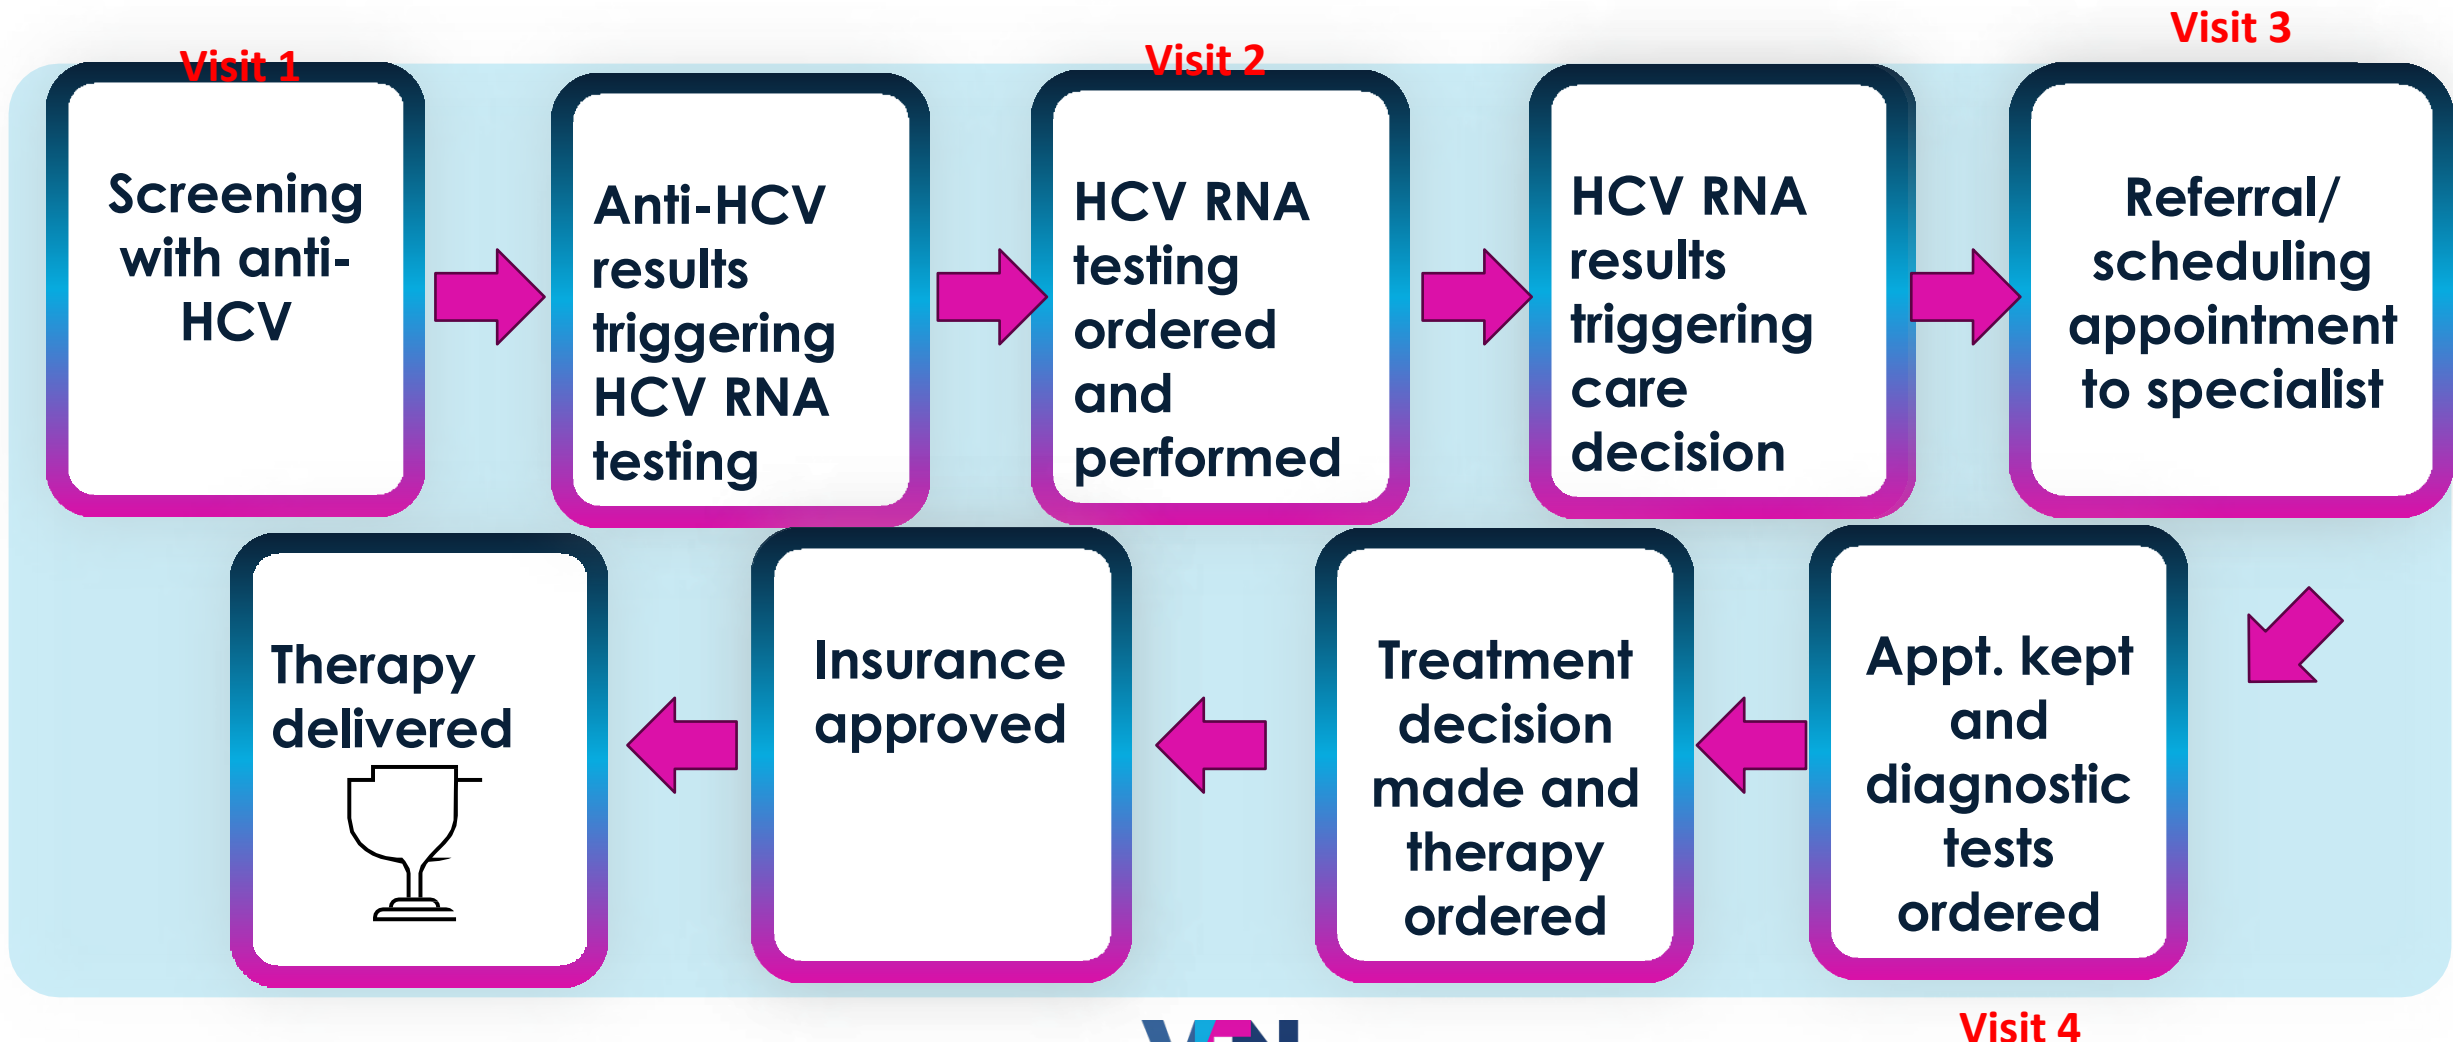 Visit 1
Visit 2
Visit 3
Screening
with anti-
HCV
Anti-HCV
results
triggering
HCV RNA
testing
HCV RNA
testing
ordered
and
performed
HCV RNA
results
triggering
care
decision
Referral/
scheduling
appointment
to specialist
Therapy
delivered
Insurance
approved
Treatment
decision
made and
therapy
ordered
Appt. kept
and
diagnostic
tests
ordered
Visit 4